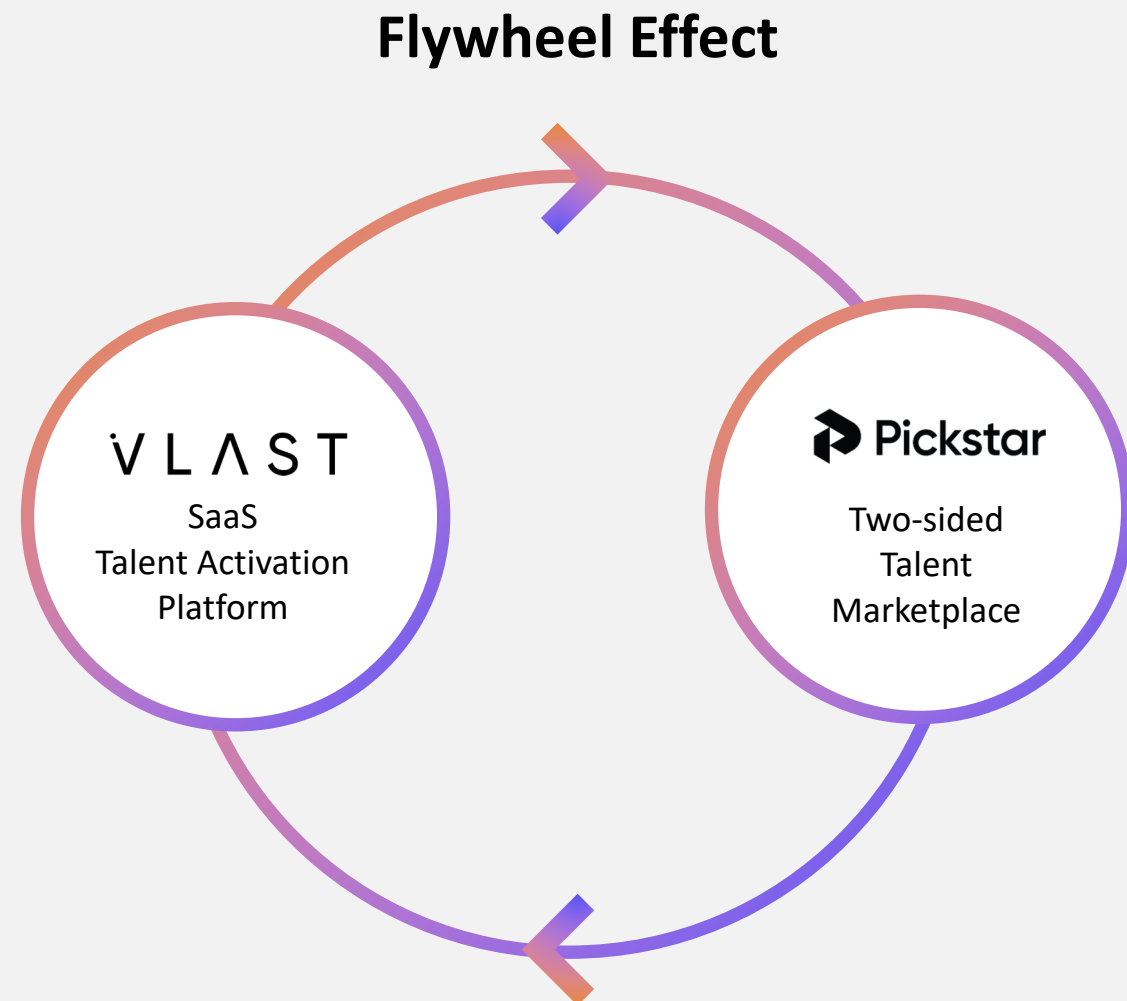 Flywheel Effect
VLAST
SaaS
Talent Activation
Platform
Pickstar
Two-sided
Talent
Marketplace